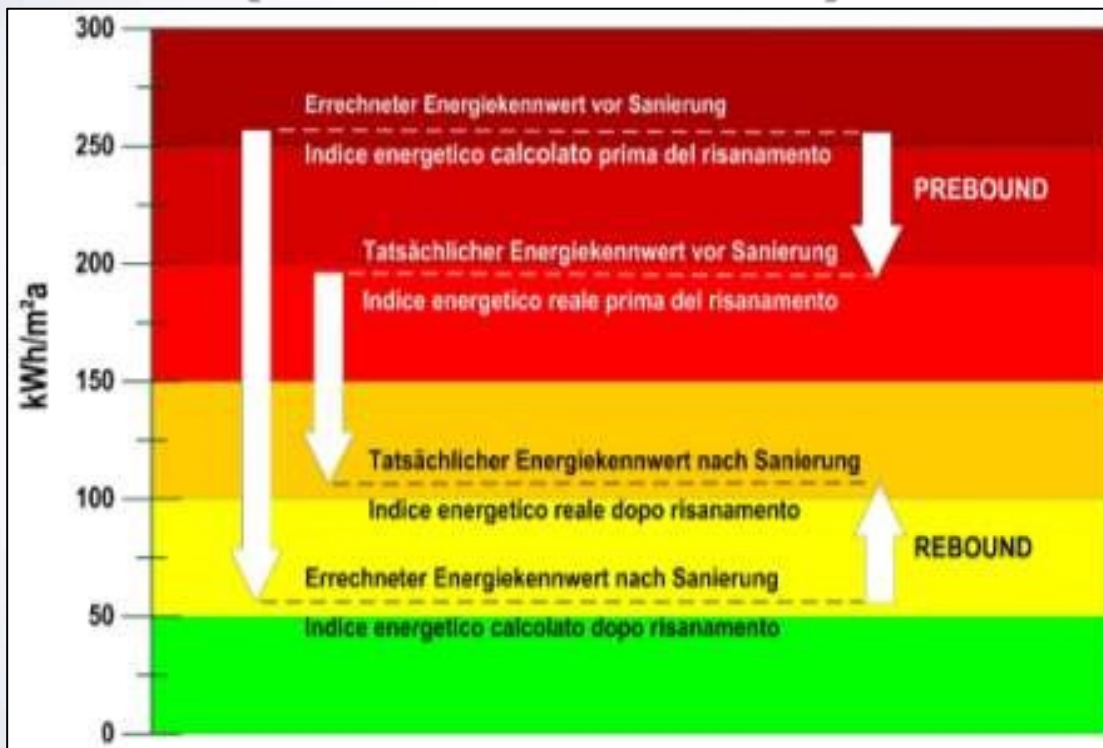 300
Errechneter Energiekennwert vor Sanierung
250
Indice energetico calcolato prima del risanamento
PREBOUND
Tatsächlicher Energiekennwert vor Sanierung
200
Indice energetico reale prima del risanamento
kWh/m²a
150
Tatsächlicher Energiekennwert nach Sanierung
100
Indice energetico reale dopo risanamento
REBOUND
Errechneter Energiekennwert nach Sanierung
50
Indice energetico calcolato dopo risanamento
0